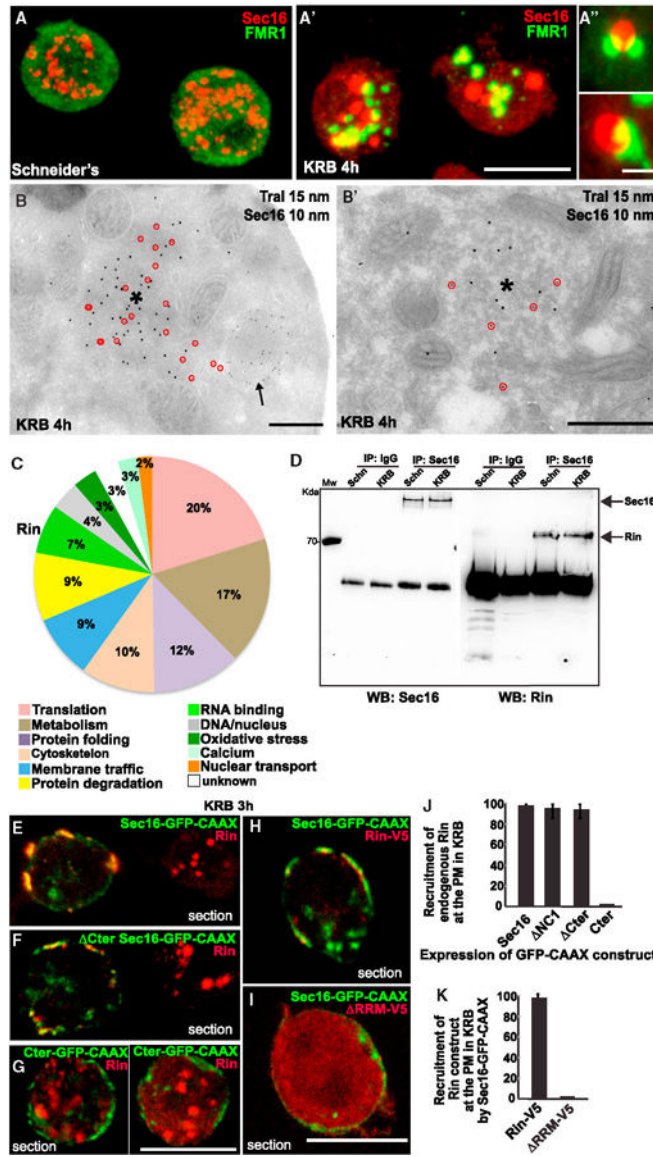 A
Sec16
FMR1
Schneider's
A'
Sec16
FMR1
KRB 4h
A"
B
Tral 15 nm
Sec16 10 nm
*
KRB 4h
B'
Tral 15 nm
Sec16 10 nm
*
KRB 4h
C
Rin
20%
17%
12%
10%
9%
9%
7%
4%
3%
3%
3%
2%
Translation
Metabolism
Protein folding
Cytoskeleton
Membrane traffic
Protein degradation
RNA binding
DNA/nucleus
Oxidative stress
Calcium
Nuclear transport
unknown
D
IP: IgG
IP: Sec16
IP: IgG
IP: Sec16
Mw
Schn
KRB
Schn
KRB
Schn
KRB
Schn
KRB
Kda
70
Sec16
Rin
WB: Sec16
WB: Rin
KRB 3h
E
Sec16-GFP-CAAX
Rin
section
F
ΔCter Sec16-GFP-CAAX
Rin
section
G
Cter-GFP-CAAX
Rin
Cter-GFP-CAAX
Rin
section
H
Sec16-GFP-CAAX
Rin-V5
section
I
Sec16-GFP-CAAX
ΔRRM-V5
section
J
Recruitment of
endogenous Rin
at the PM in KRB
100
80
60
40
20
0
Sec16
ΔNC1
ΔCter
Cter
Expression of GFP-CAAX construct
K
Recruitment of
Rin construct
at the PM in KRB
by Sec16-GFP-CAAX
100
80
60
40
20
0
Rin-V5
ΔRRM-V5